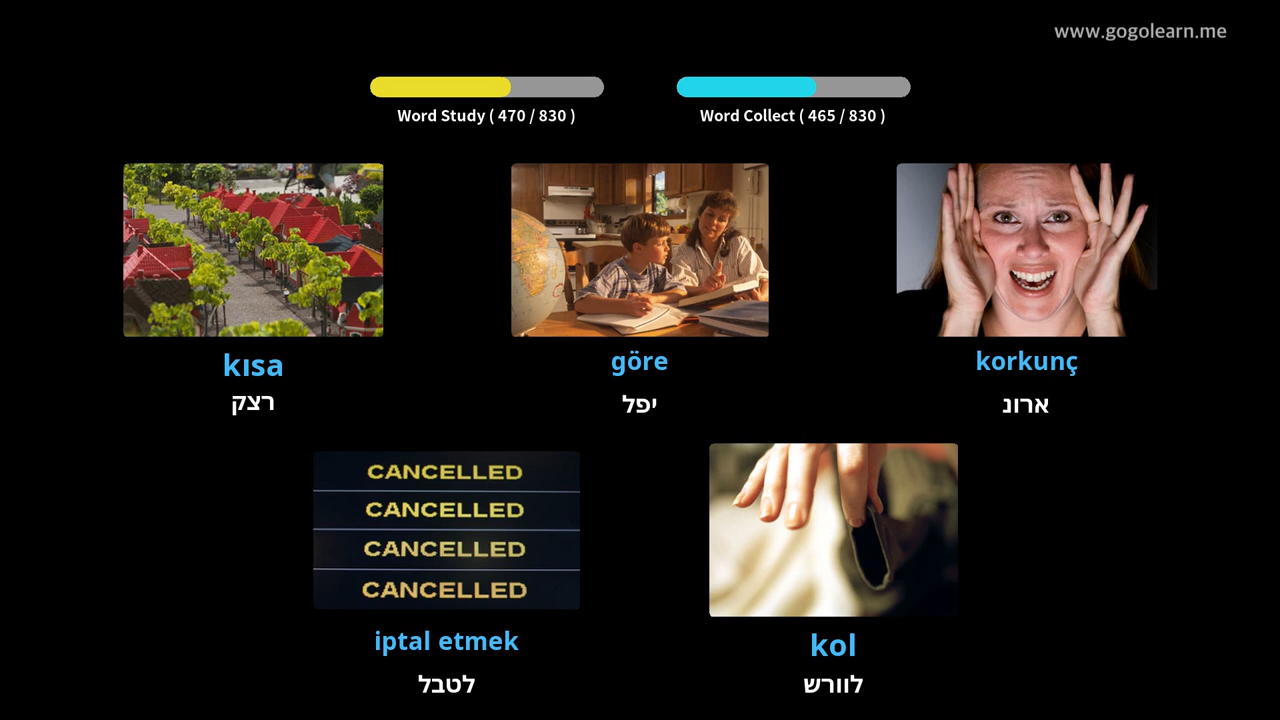 www.gogolearn.me
Word Study ( 470 / 830 )
Word Collect ( 465 / 830 )
kısa
רצק
göre
יפל
korkunç
ארונ
CANCELLED
CANCELLED
CANCELLED
CANCELLED
iptal etmek
לטבל
kol
לוורש